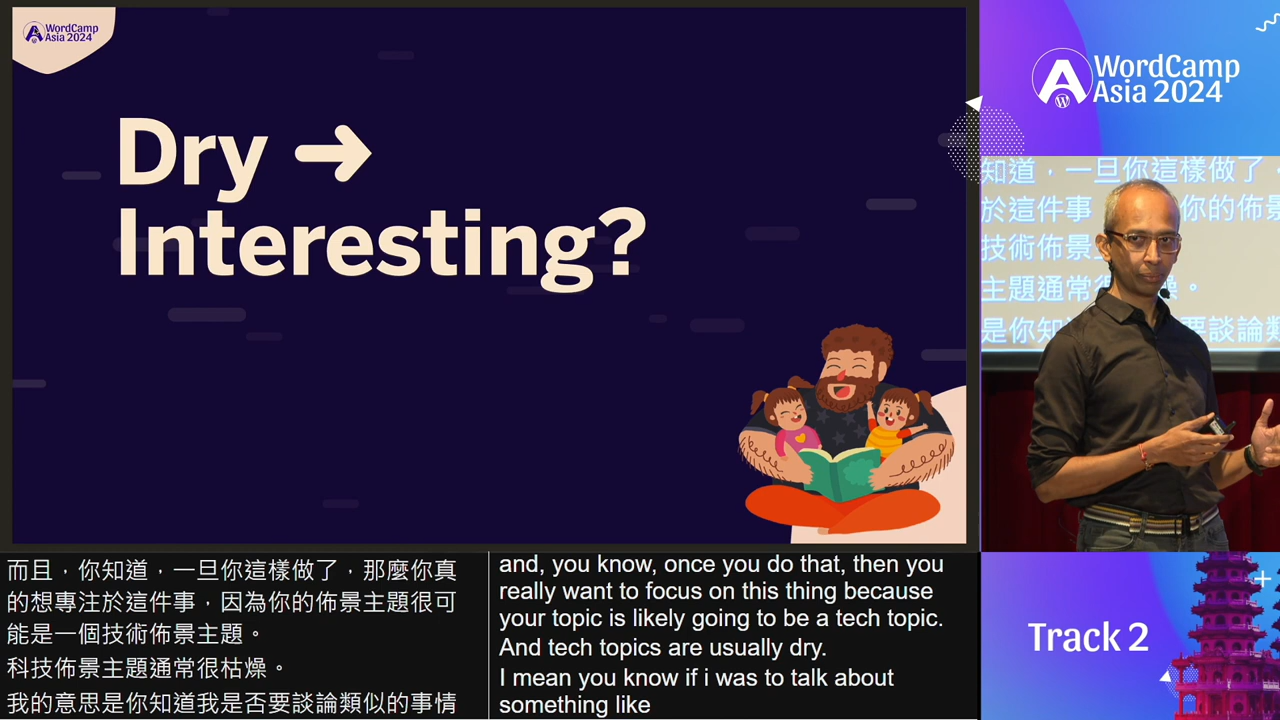 WordCamp
Asia 2024
Dry →
Interesting?
WordCamp
Asia 2024
知道，一旦你這樣做了，
於這件事
你的佈景
技術佈景
主題通常很
燥。
是你知
要談論類
而且，你知道，一旦你這樣做了，那麼你真
的想專注於這件事，因為你的佈景主題很可
能是一個技術佈景主題。
科技佈景主題通常很枯燥。
我的意思是你知道我是否要談論類似的事情
and, you know, once you do that, then you
really want to focus on this thing because
your topic is likely going to be a tech topic.
And tech topics are usually dry.
I mean you know if i was to talk about
something like
Track 2